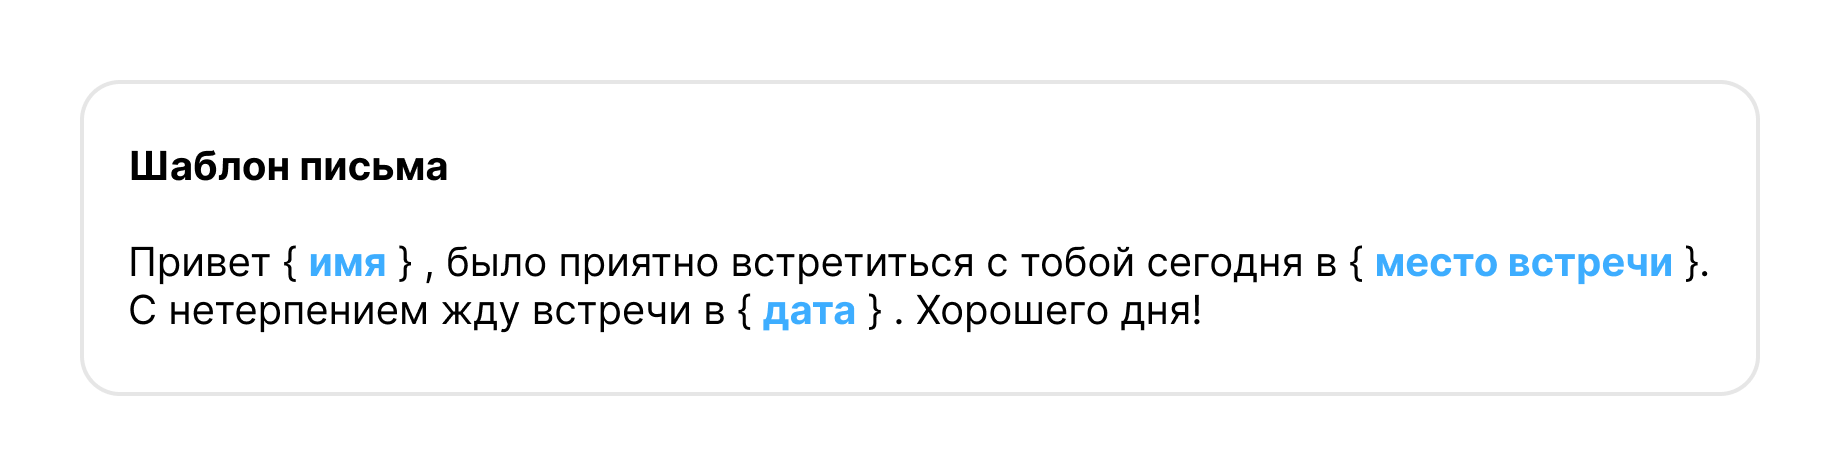 Шаблон письма
Привет { имя } , было приятно встретиться с тобой сегодня в { место встречи }.
С нетерпением жду встречи в { дата } . Хорошего дня!